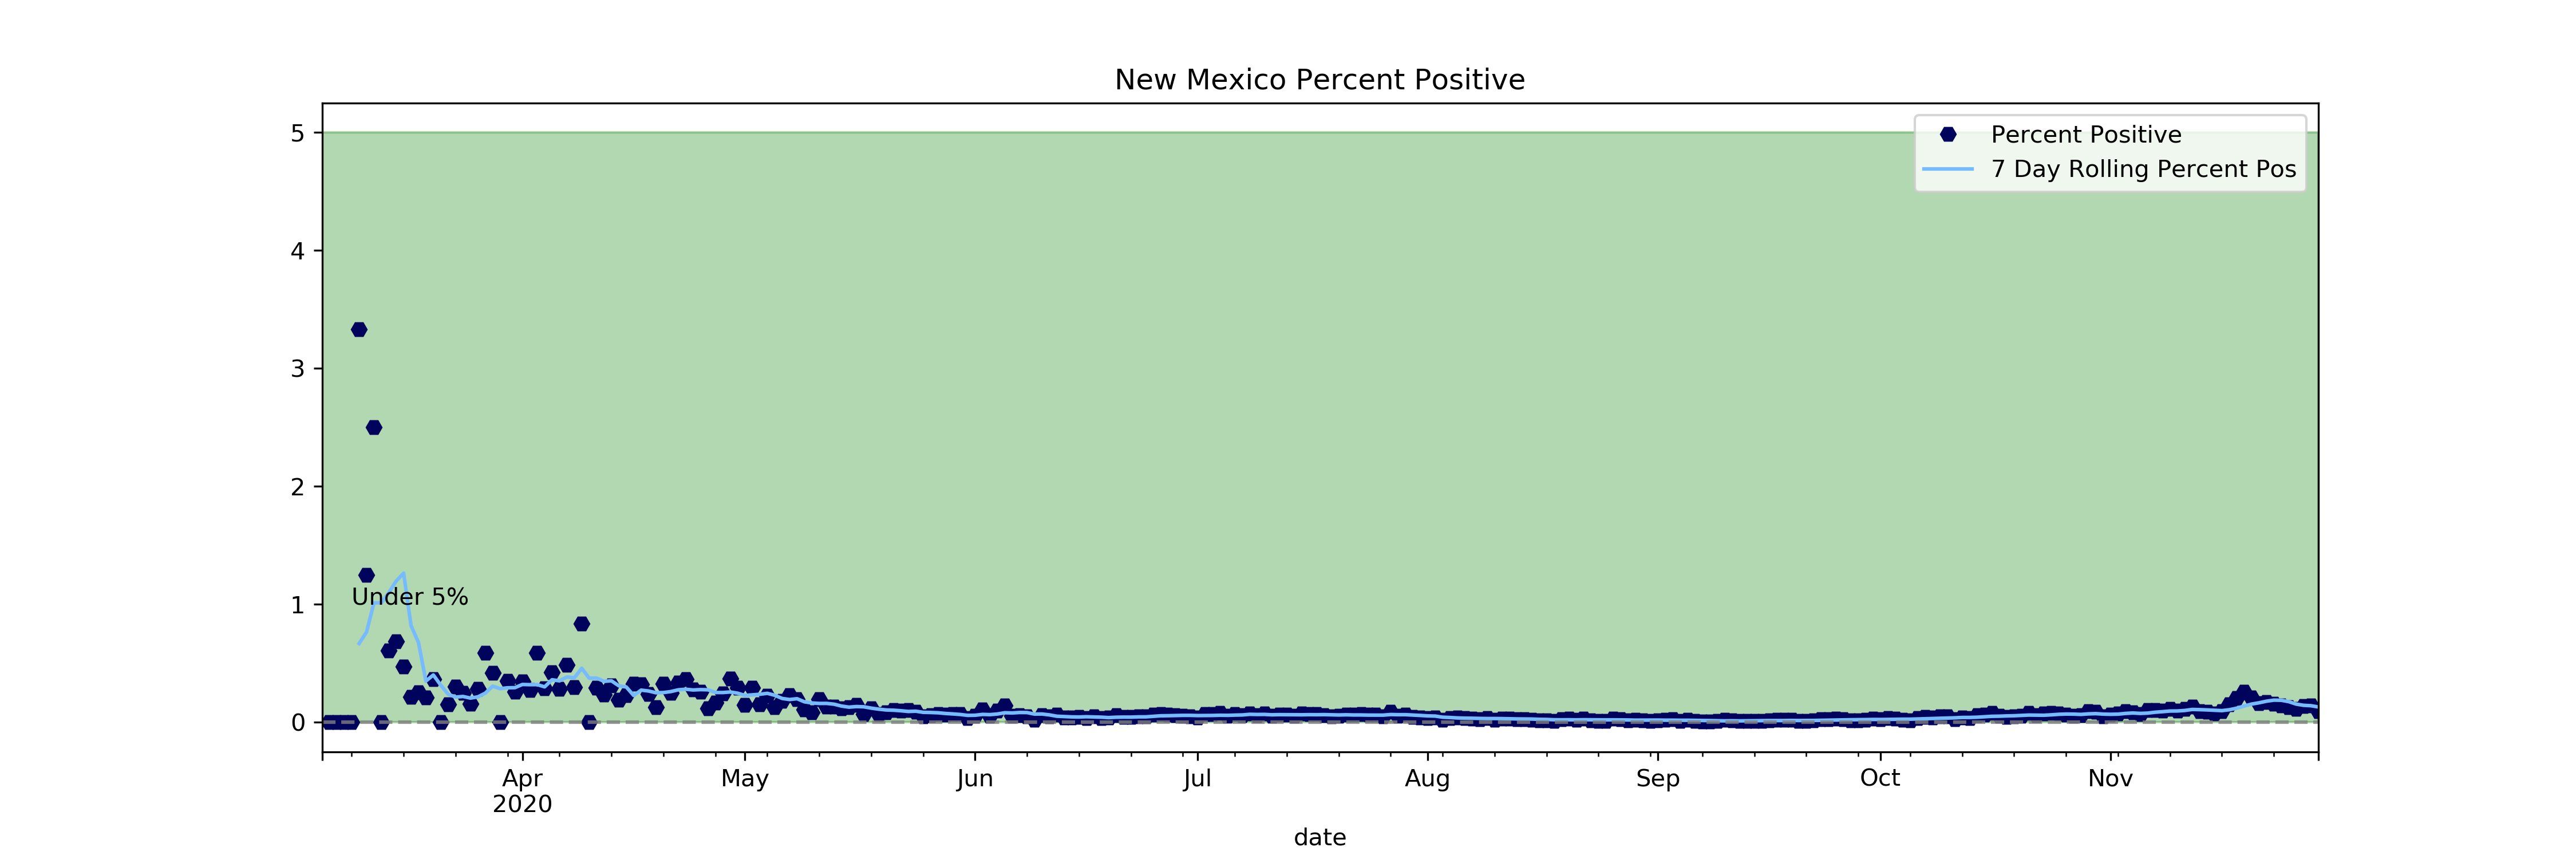 New Mexico Percent Positive
5
4
3
2
1
0
Percent Positive
7 Day Rolling Percent Pos
Under 5%
Apr
2020
May
Jun
Jul
Aug
Sep
Oct
Nov
date